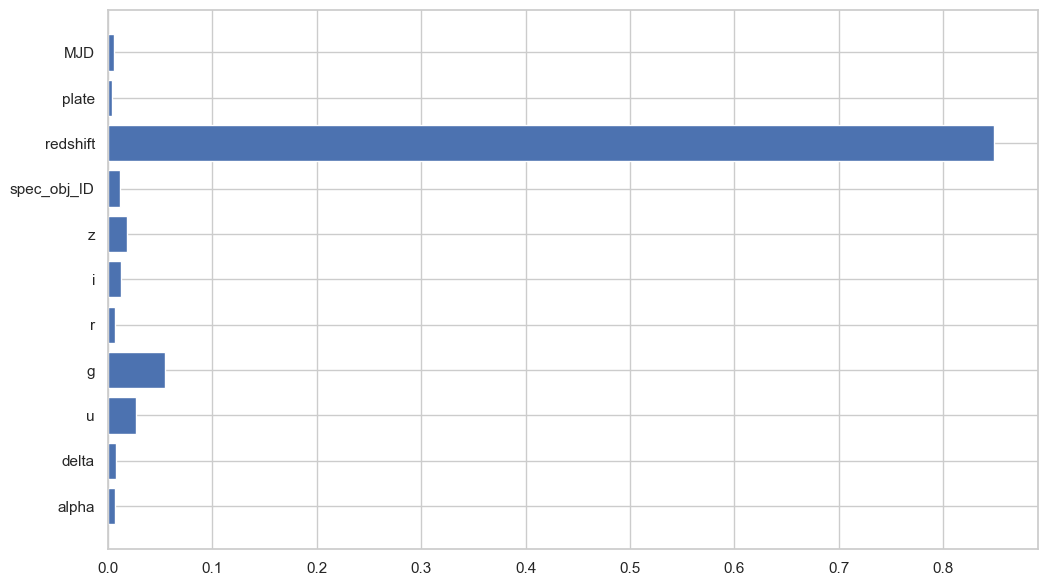 MJD
plate
redshift
spec_obj_ID
z
i
r
g
u
delta
alpha
0.0 0.1 0.2 0.3 0.4 0.5 0.6 0.7 0.8